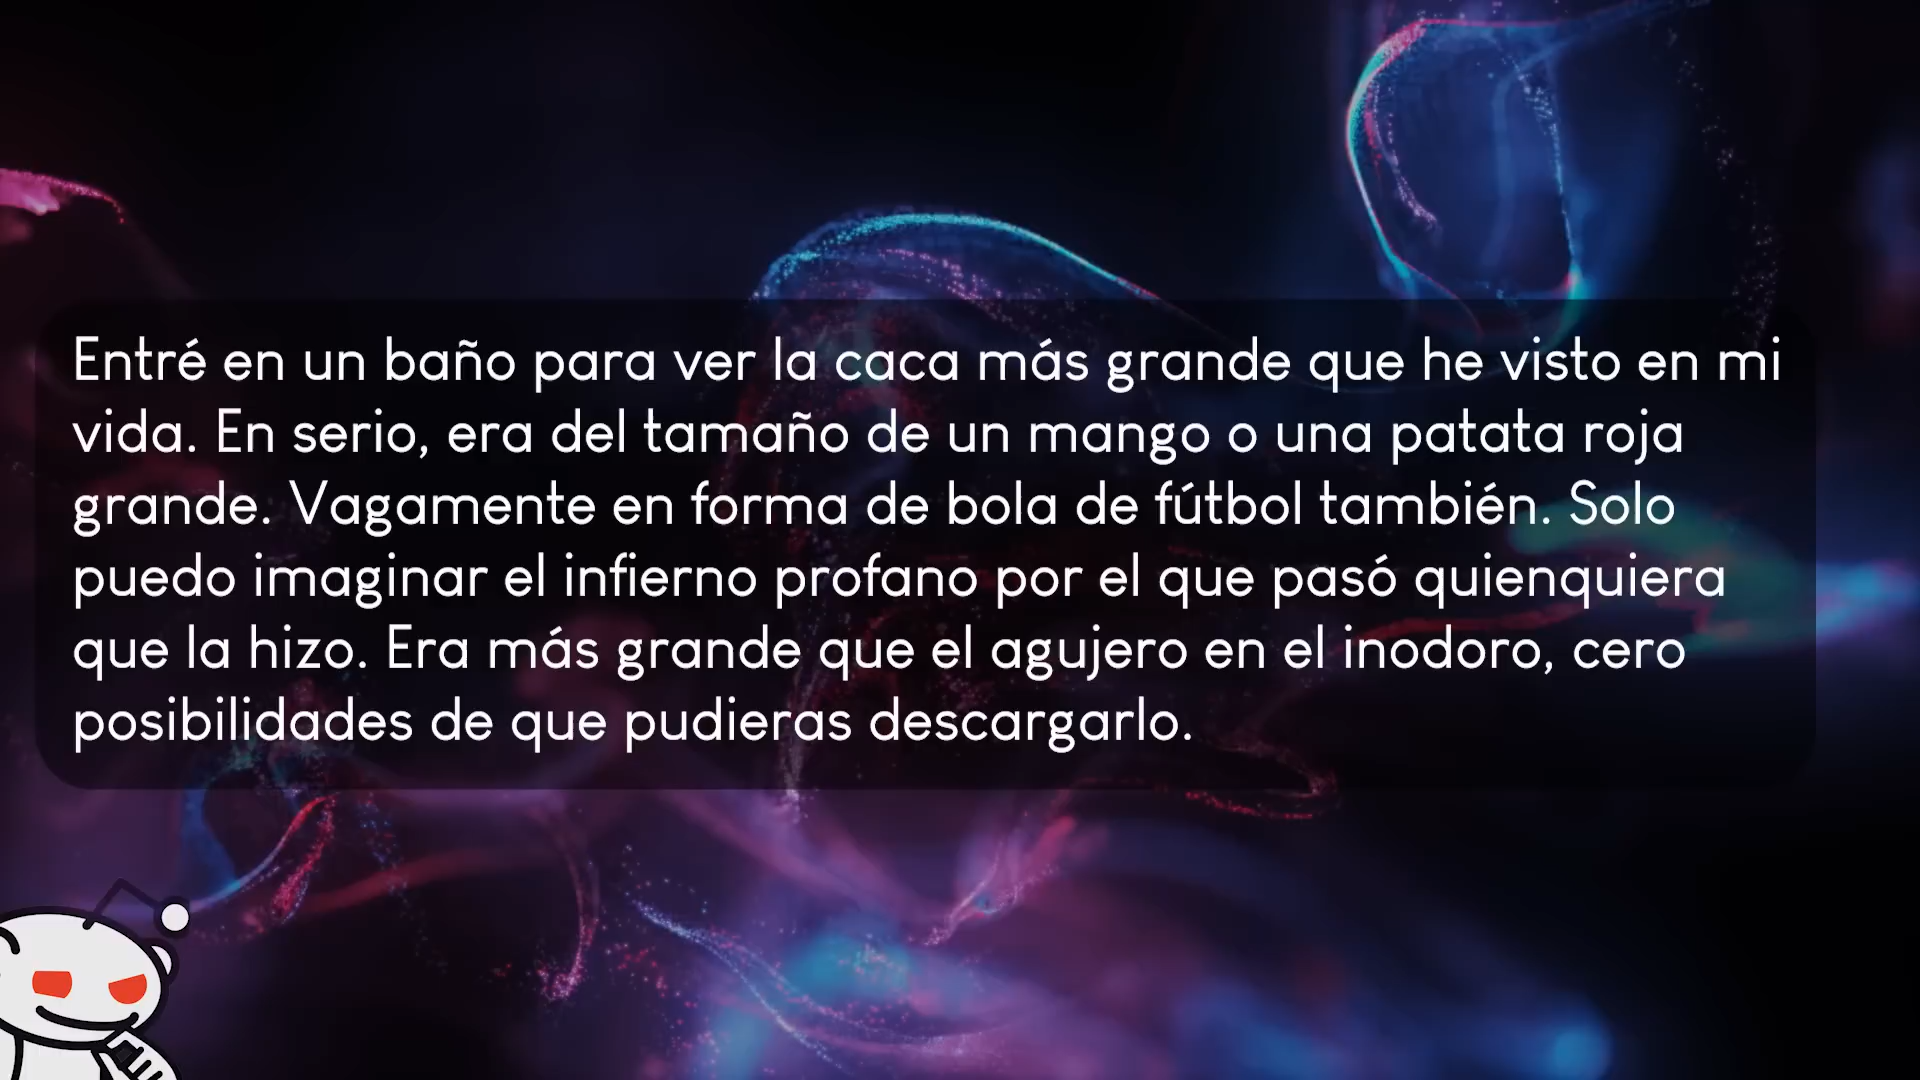 Entré en un baño para ver la caca más grande que he visto en mi
vida. En serio, era del tamaño de un mango o una patata roja
grande. Vagamente en forma de bola de fútbol también. Solo
puedo imaginar el infierno profano por el que pasó quienquiera
que la hizo. Era más grande que el agujero en el inodoro, cero
posibilidades de que pudieras descargarlo.